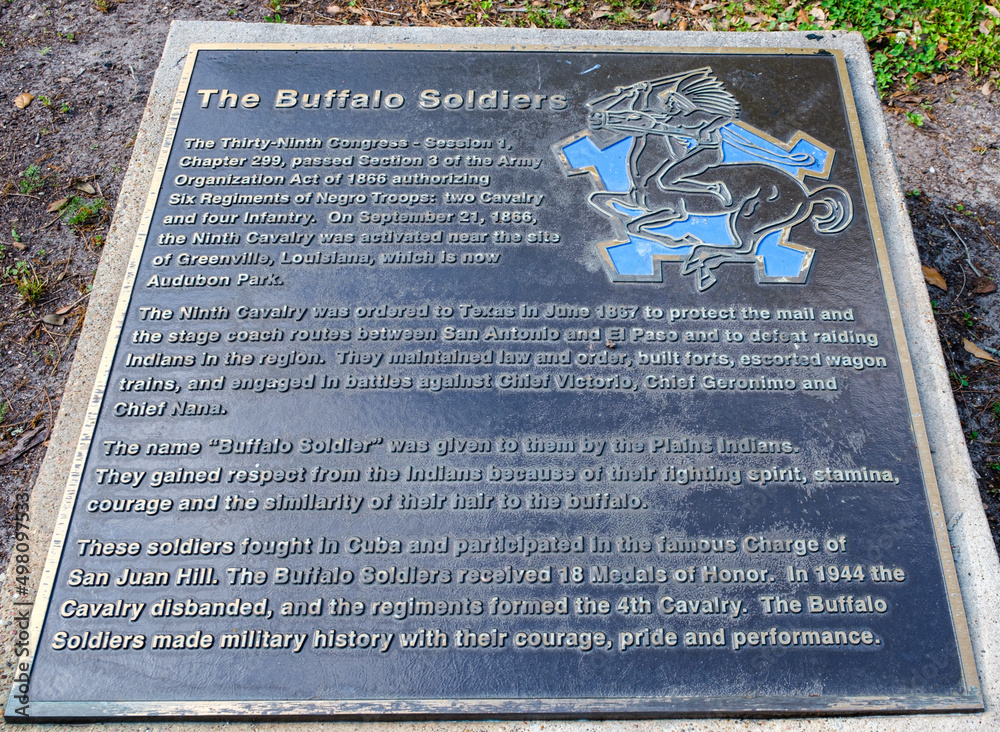 The Buffalo Soldiers
The Thirty-Ninth Congress - Session 1,
Chapter 299, passed Section 3 of the Army
Organization Act of 1866 authorizing
Six Regiments of Negro Troops: two Cavalry
and four Infantry. On September 21, 1866,
the Ninth Cavalry was activated near the site
of Greenville, Louisiana, which is now
Audubon Park.
The Ninth Cavalry was ordered to Texas in June 1867 to protect the mail and
the stage coach routes between San Antonio and El Paso and to defeat raiding
Indians in the region. They maintained law and order, built forts, escorted wagon
trains, and engaged in battles against Chief Victorio, Chief Geronimo and
Chief Nana.
The name "Buffalo Soldier" was given to them by the Plains Indians.
They gained respect from the Indians because of their fighting spirit, stamina,
courage and the similarity of their hair to the buffalo.
These soldiers fought in Cuba and participated in the famous Charge of
San Juan Hill. The Buffalo Soldiers received 18 Medals of Honor. In 1944 the
Cavalry disbanded, and the regiments formed the 4th Cavalry. The Buffalo
Soldiers made military history with their courage, pride and performance.
Adobe Stock | #498097533